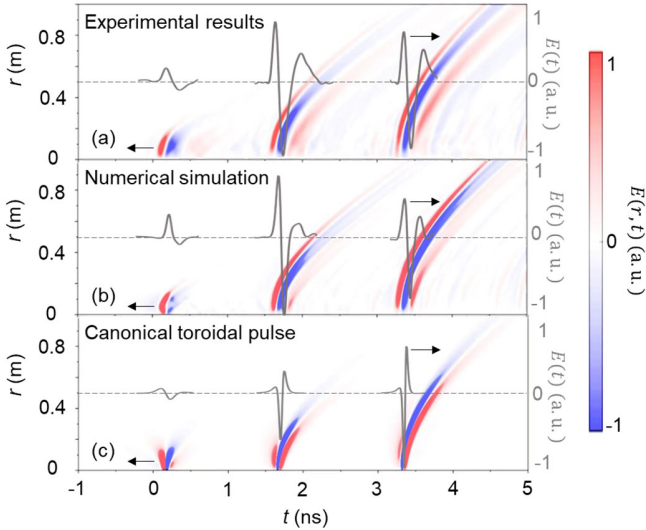 Experimental results
r (m)
0.8
0.4
0
1
0
-1
E(t) (a.u.)
(a)
Numerical simulation
r (m)
0.8
0.4
0
1
0
-1
E(t) (a.u.)
(b)
Canonical toroidal pulse
r (m)
0.8
0.4
0
1
0
-1
E(t) (a.u.)
(c)
-1 0 1 2 3 4 5
t (ns)
1
0
-1
E(r, t) (a.u.)